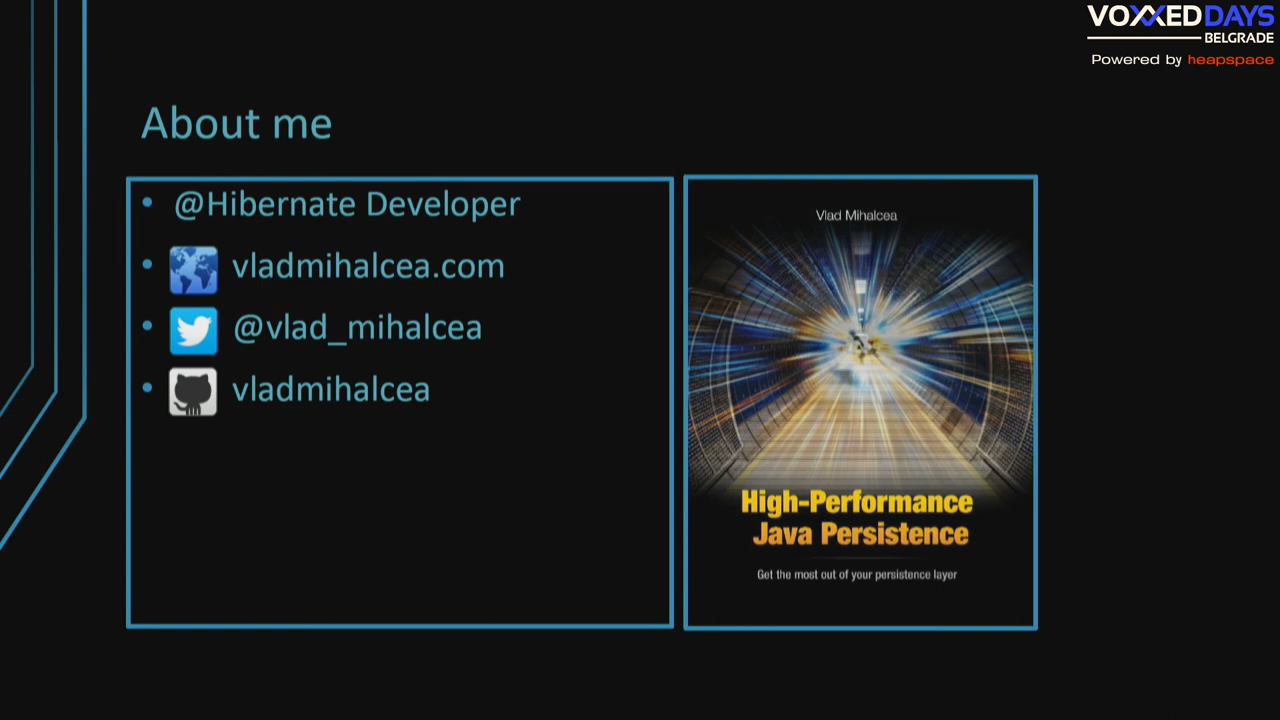 VOXXEDDAYS
BELGRADE
Powered by heapspace
About me
• @Hibernate Developer
• vladmihalcea.com
• @vlad_mihalcea
• vladmihalcea
Vlad Mihalcea
High-Performance
Java Persistence
Get the most out of your persistence layer